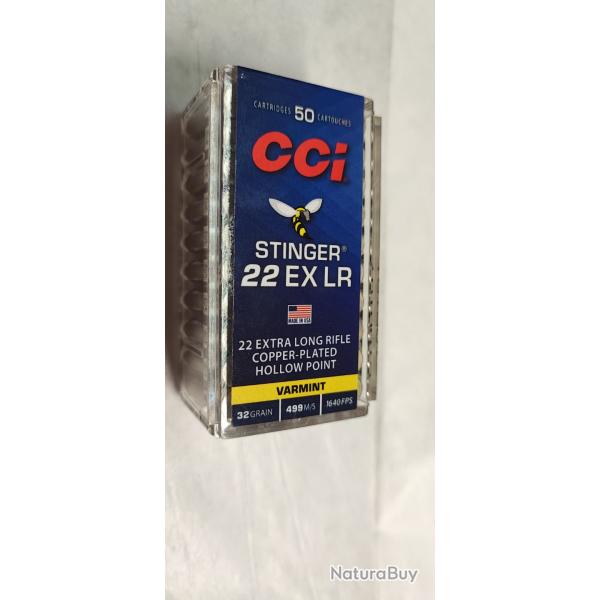 CARTRIDGES 50 CARTOUCHES
CCI
STINGER®
22 EX LR
MADE IN USA
22 EXTRA LONG RIFLE
COPPER-PLATED
HOLLOW POINT
VARMINT
32 GRAIN 499 M/S 1640 FPS
NaturaBuy